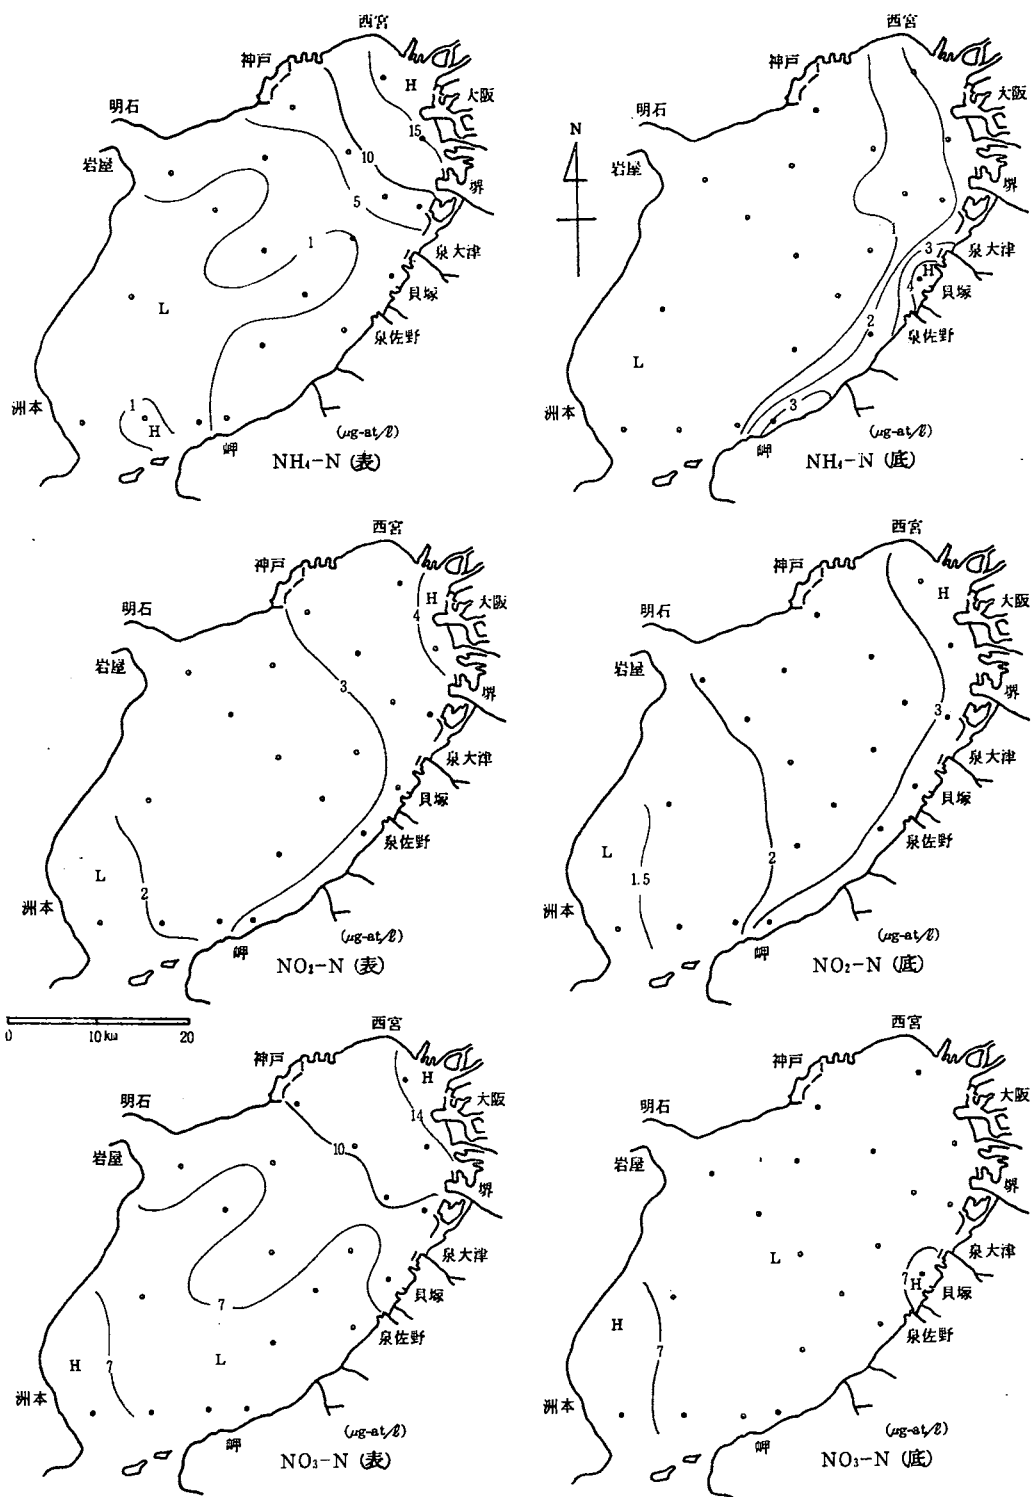 西宮
神戸
H
大阪
明石
15
10
岩屋
堺
5
1
泉大津
貝塚
L
泉佐野
洲本
1
H
岬
(μg-at/ℓ)
NH₄-N (表)
西宮
神戸
大阪
明石
N
岩屋
堺
1
3
泉大津
H
4
貝塚
2
泉佐野
L
洲本
3
岬
(μg-at/ℓ)
NH₄-N (底)
西宮
神戸
H
大阪
明石
4
岩屋
3
堺
泉大津
貝塚
泉佐野
L
2
洲本
岬
(μg-at/ℓ)
NO₂-N (表)
西宮
神戸
H
大阪
明石
岩屋
堺
3
泉大津
貝塚
泉佐野
L
2
1.5
洲本
岬
(μg-at/ℓ)
NO₂-N (底)
0 10km 20
西宮
神戸
H
大阪
明石
14
10
岩屋
堺
泉大津
7
貝塚
泉佐野
H
7
L
洲本
岬
(μg-at/ℓ)
NO₃-N (表)
西宮
神戸
大阪
明石
岩屋
堺
L
泉大津
7
H
貝塚
H
泉佐野
7
洲本
岬
(μg-at/ℓ)
NO₃-N (底)